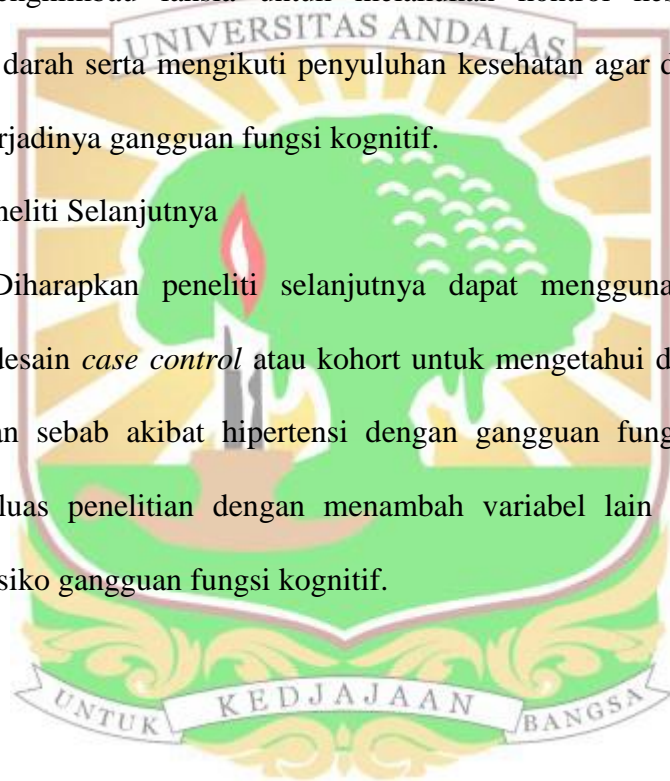 UNIVERSITAS ANDALAS
darah serta mengikuti penyuluhan kesehatan agar
rjadinya gangguan fungsi kognitif.
neliti Selanjutnya
Diharapkan peneliti selanjutnya dapat mengguna
desain case control atau kohort untuk mengetahui d
an sebab akibat hipertensi dengan gangguan fung
luas penelitian dengan menambah variabel lain
siko gangguan fungsi kognitif.
UNTUK KEDJAJAAN BANGSA